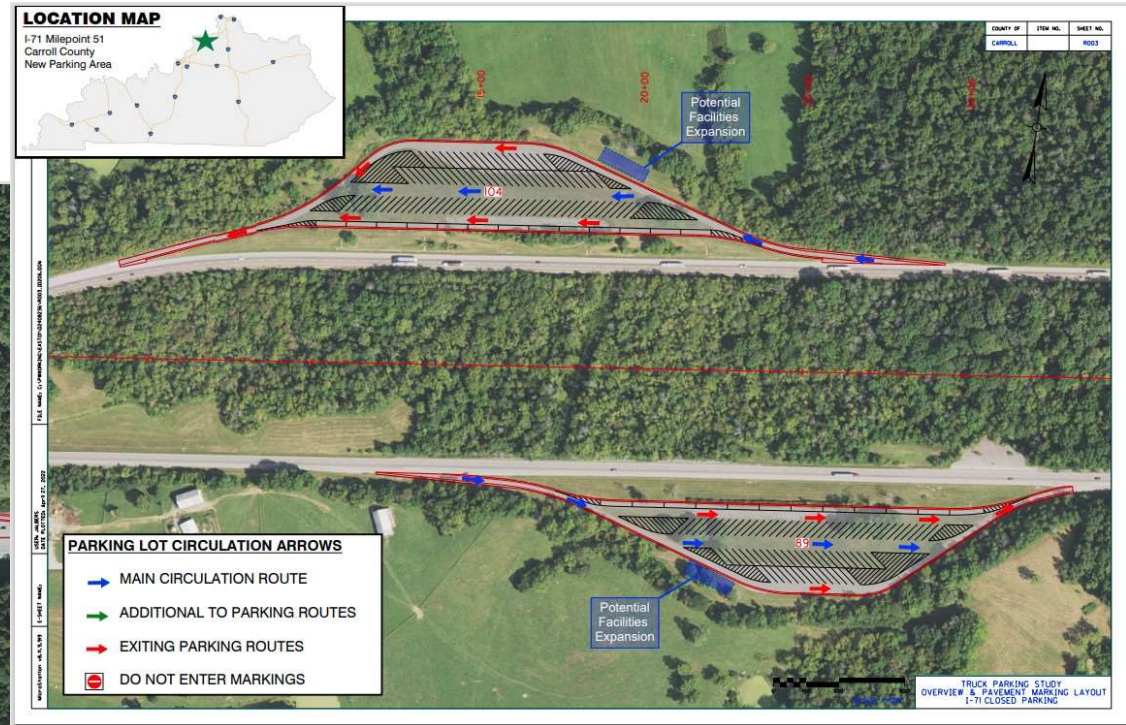 LOCATION MAP
I-71 Milepoint 51
Carroll County
New Parking Area
COUNTY OF
ITEM NO.
SHEET NO.
CARROLL
R003
15+00
20+00
Potential
Facilities
Expansion
104
89
Potential
Facilities
Expansion
PARKING LOT CIRCULATION ARROWS
MAIN CIRCULATION ROUTE
ADDITIONAL TO PARKING ROUTES
EXITING PARKING ROUTES
DO NOT ENTER MARKINGS
TRUCK PARKING STUDY
OVERVIEW & PAVEMENT MARKING LAYOUT
I-71 CLOSED PARKING